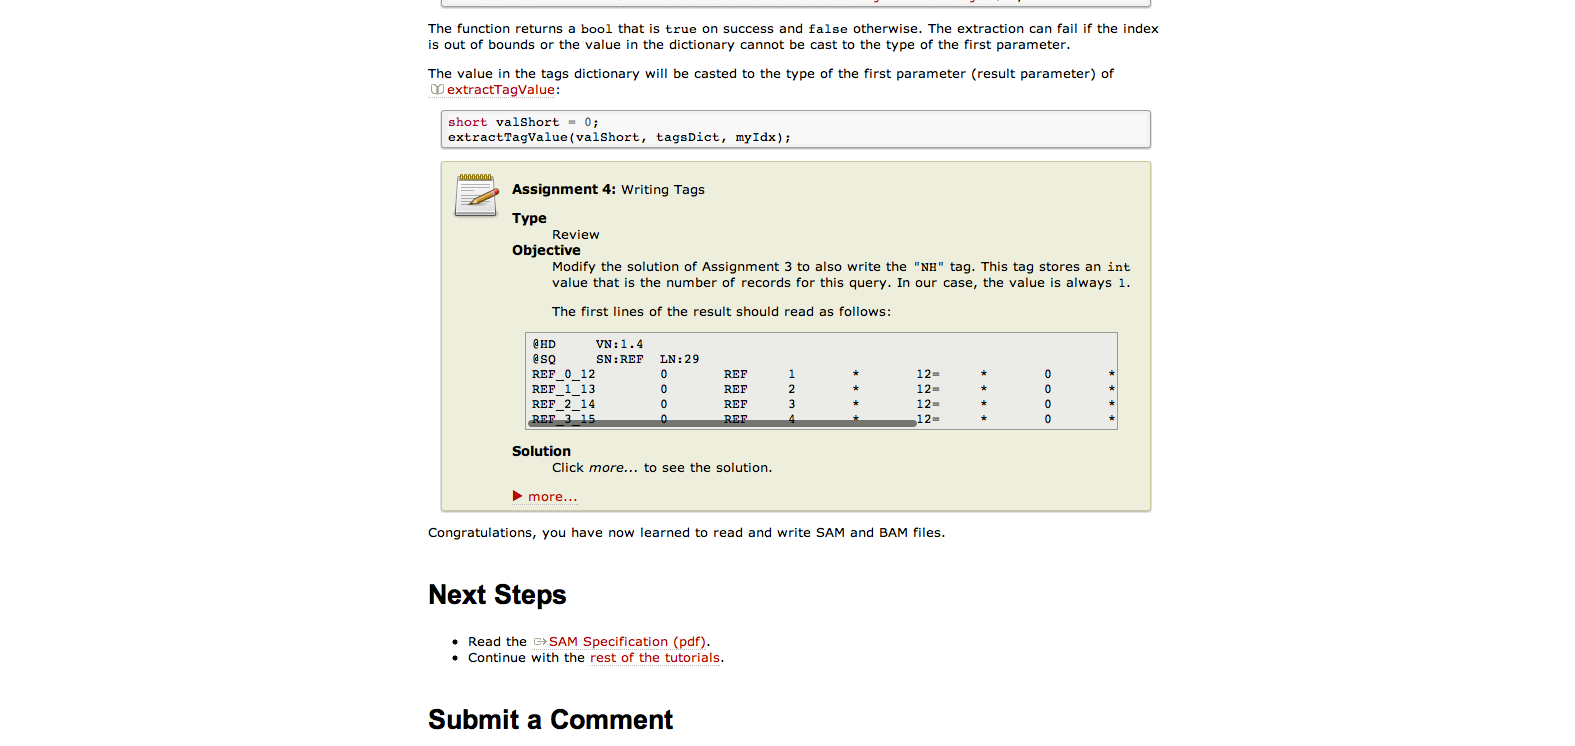 The function returns a bool that is true on success and false otherwise. The extraction can fail if the index
is out of bounds or the value in the dictionary cannot be cast to the type of the first parameter.
The value in the tags dictionary will be casted to the type of the first parameter (result parameter) of
extractTagValue:
short valShort = 0;
extractTagValue(valShort, tagsDict, myIdx);
Assignment 4: Writing Tags
Type
Review
Objective
Modify the solution of Assignment 3 to also write the "NH" tag. This tag stores an int
value that is the number of records for this query. In our case, the value is always 1.
The first lines of the result should read as follows:
@HD VN:1.4
@SQ SN:REF LN:29
REF_0_12 0 REF 1 * 12= * 0 *
REF_1_13 0 REF 2 * 12= * 0 *
REF_2_14 0 REF 3 * 12= * 0 *
REF_3_15 0 REF 4 * 12= * 0 *
Solution
Click more... to see the solution.
more...
Congratulations, you have now learned to read and write SAM and BAM files.
Next Steps
• Read the SAM Specification (pdf).
• Continue with the rest of the tutorials.
Submit a Comment